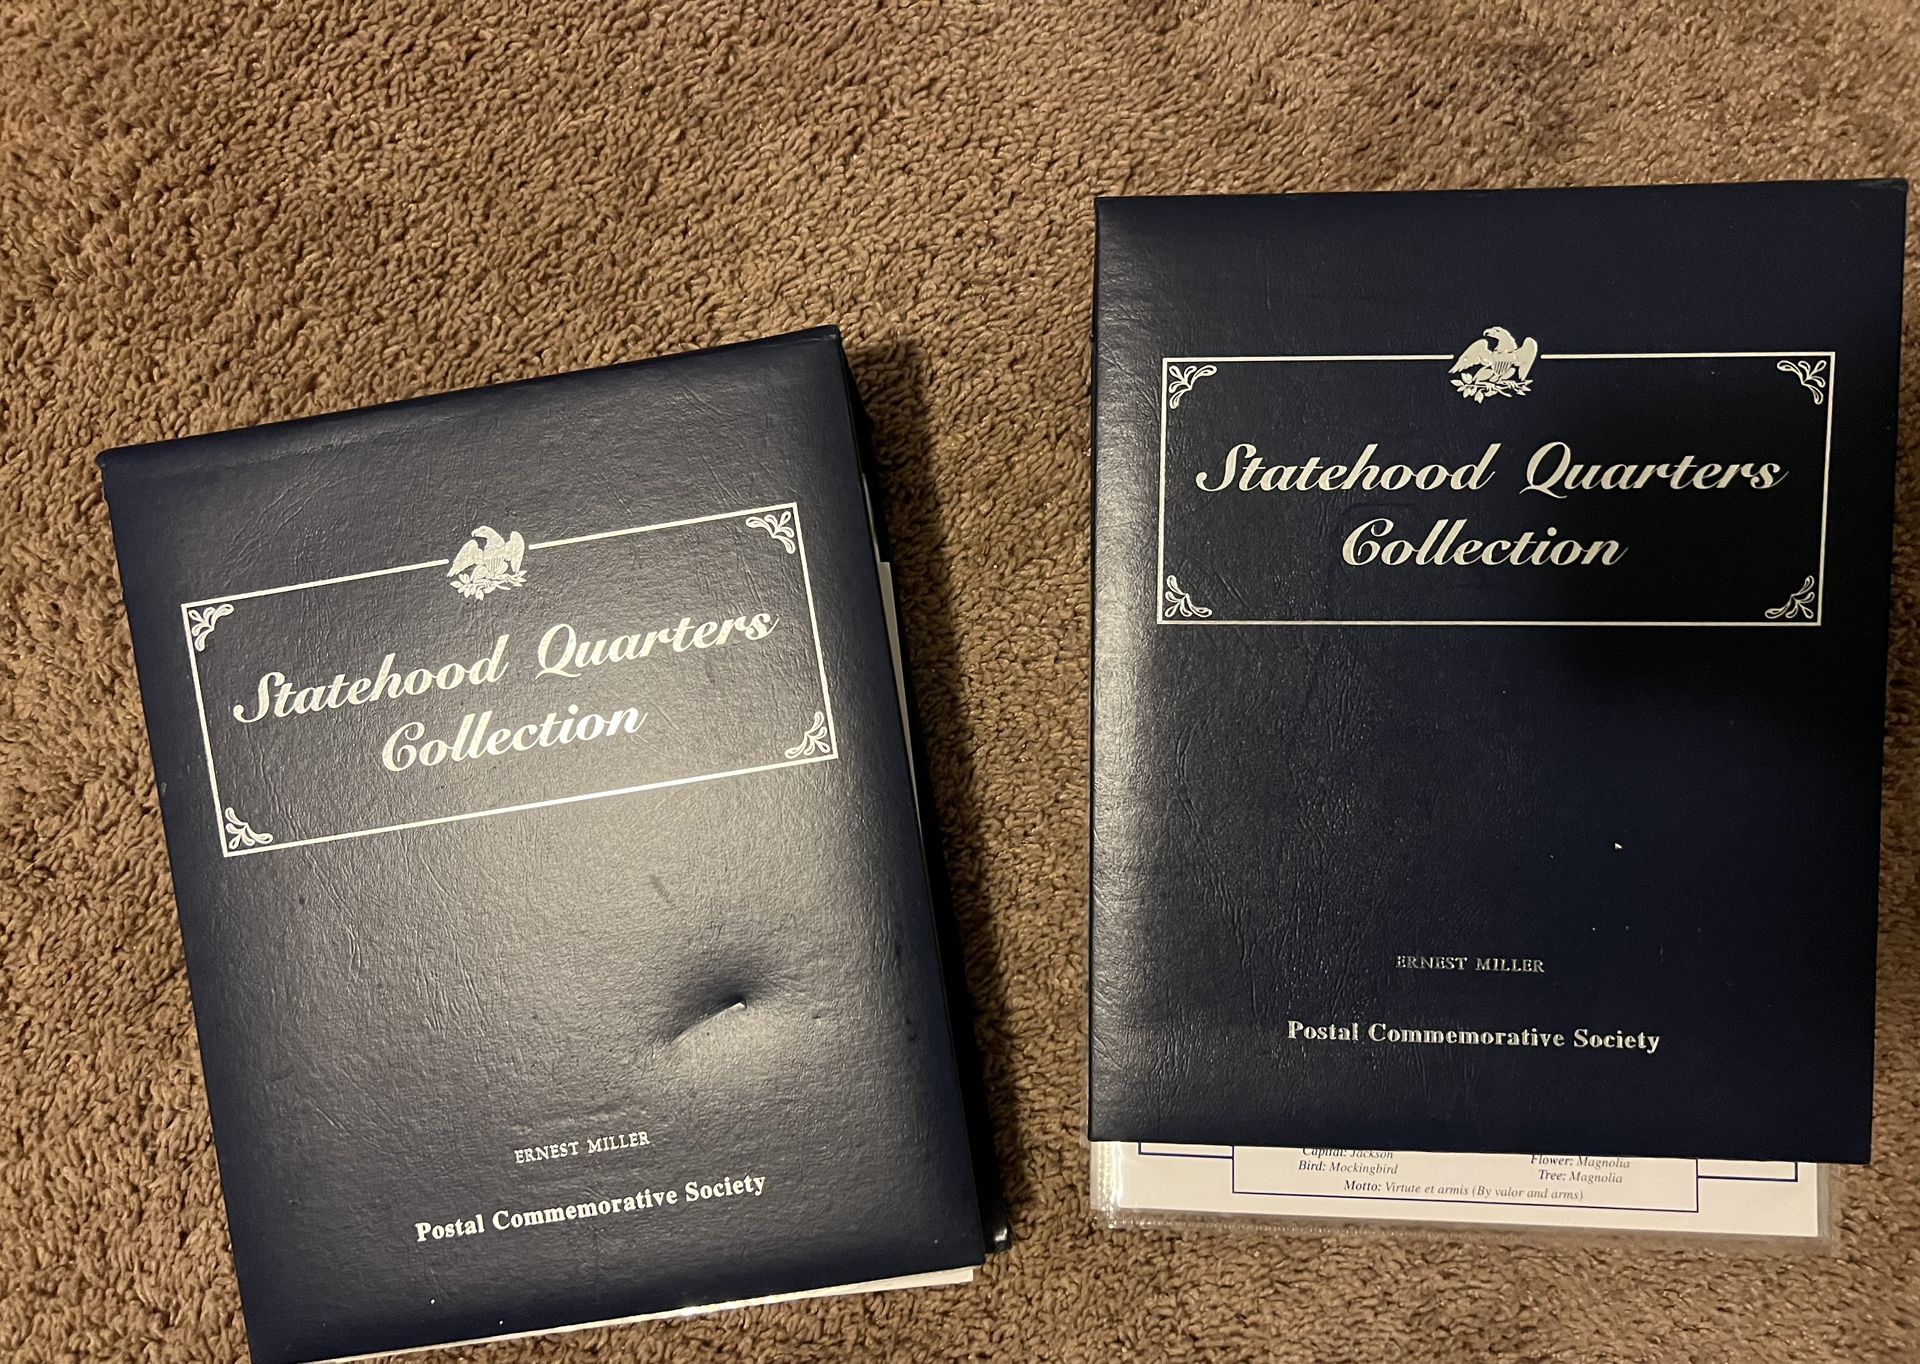 Statehood Quarters
Collection
ERNEST MILLER
Postal Commemorative Society
Statehood Quarters
Collection
ERNEST MILLER
Postal Commemorative Society
Capital: Jackson
Flower: Magnolia
Bird: Mockingbird
Tree: Magnolia
Motto: Virtute et armis (By valor and arms)